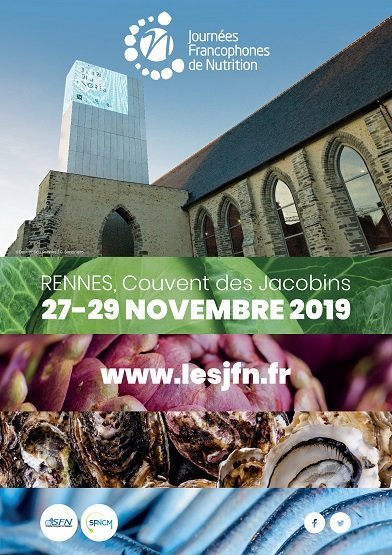 Journées
Francophones
de Nutrition
RENNES, Couvent des Jacobins
27-29 NOVEMBRE 2019
www.lesjfn.fr
SFN
SFNCM